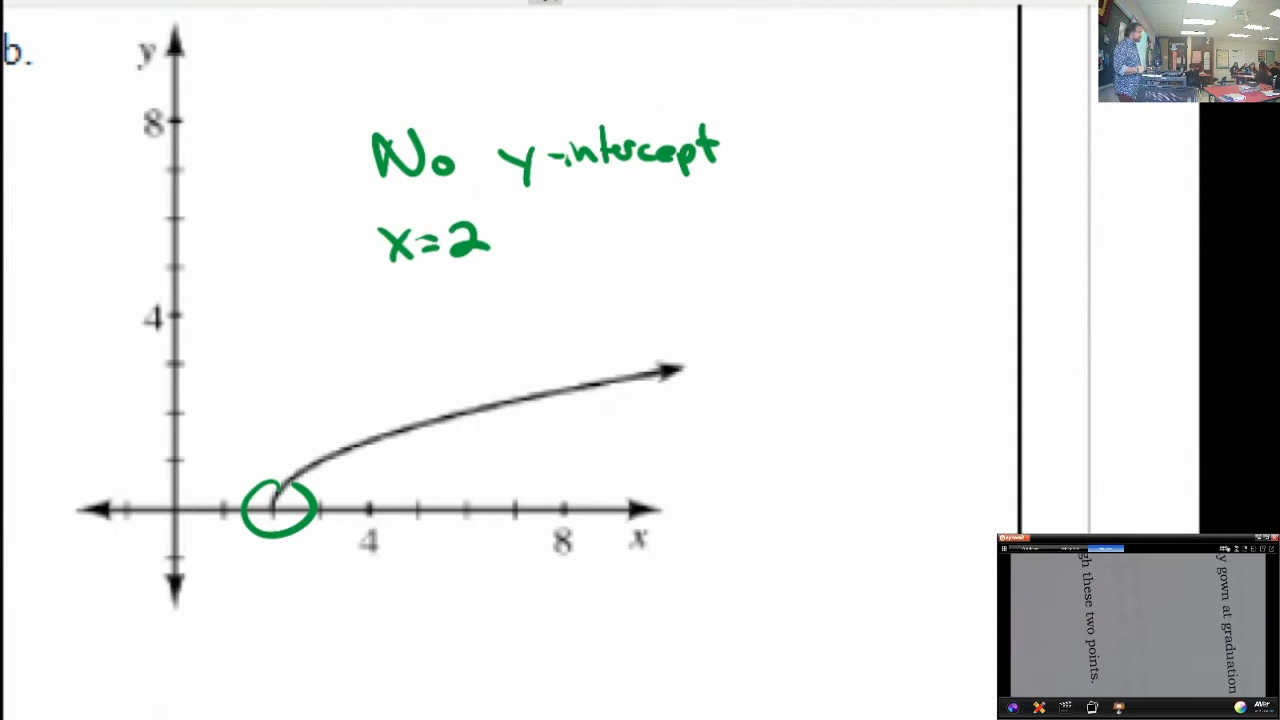 b.
y
8
No y-intercept
x=2
4
4
8
x
gh these two points.
y gown at graduation